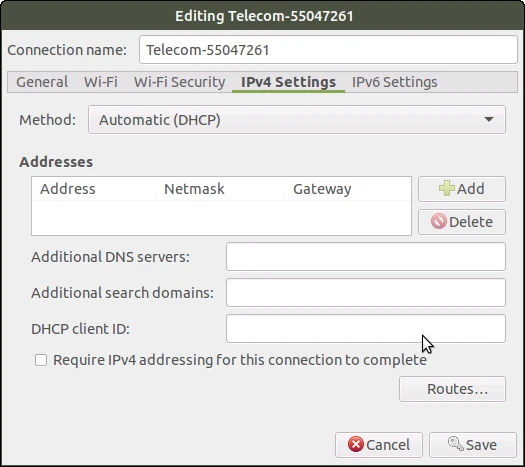 Editing Telecom-55047261
Connection name: Telecom-55047261
General Wi-Fi Wi-Fi Security IPv4 Settings IPv6 Settings
Method: Automatic (DHCP)
Addresses
Address Netmask Gateway
Add
Delete
Additional DNS servers:
Additional search domains:
DHCP client ID:
Require IPv4 addressing for this connection to complete
Routes...
Cancel Save